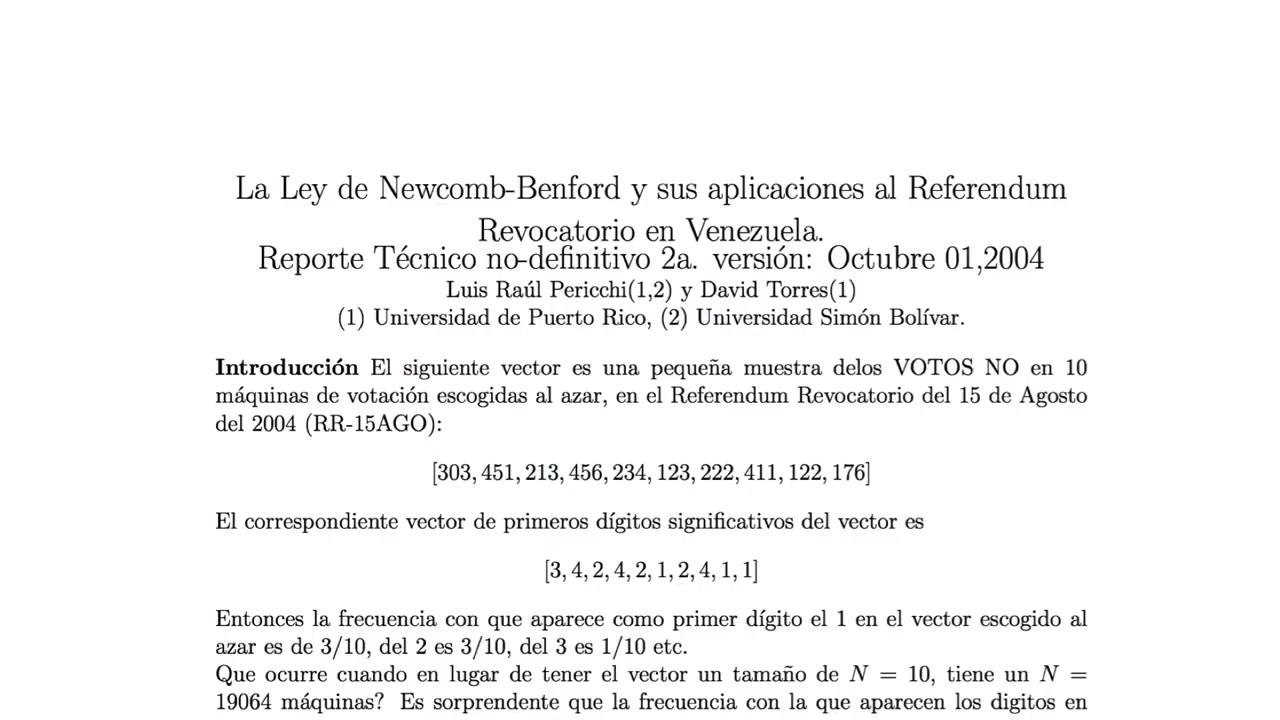 La Ley de Newcomb-Benford y sus aplicaciones al Referendum
Revocatorio en Venezuela.
Reporte Técnico no-definitivo 2a. versión: Octubre 01,2004
Luis Raúl Pericchi(1,2) y David Torres(1)
(1) Universidad de Puerto Rico, (2) Universidad Simón Bolívar.
Introducción El siguiente vector es una pequeña muestra delos VOTOS NO en 10
máquinas de votación escogidas al azar, en el Referendum Revocatorio del 15 de Agosto
del 2004 (RR-15AGO):
[303, 451, 213, 456, 234, 123, 222, 411, 122, 176]
El correspondiente vector de primeros dígitos significativos del vector es
[3, 4, 2, 4, 2, 1, 2, 4, 1, 1]
Entonces la frecuencia con que aparece como primer dígito el 1 en el vector escogido al
azar es de 3/10, del 2 es 3/10, del 3 es 1/10 etc.
Que ocurre cuando en lugar de tener el vector un tamaño de N = 10, tiene un N =
19064 máquinas? Es sorprendente que la frecuencia con la que aparecen los digitos en